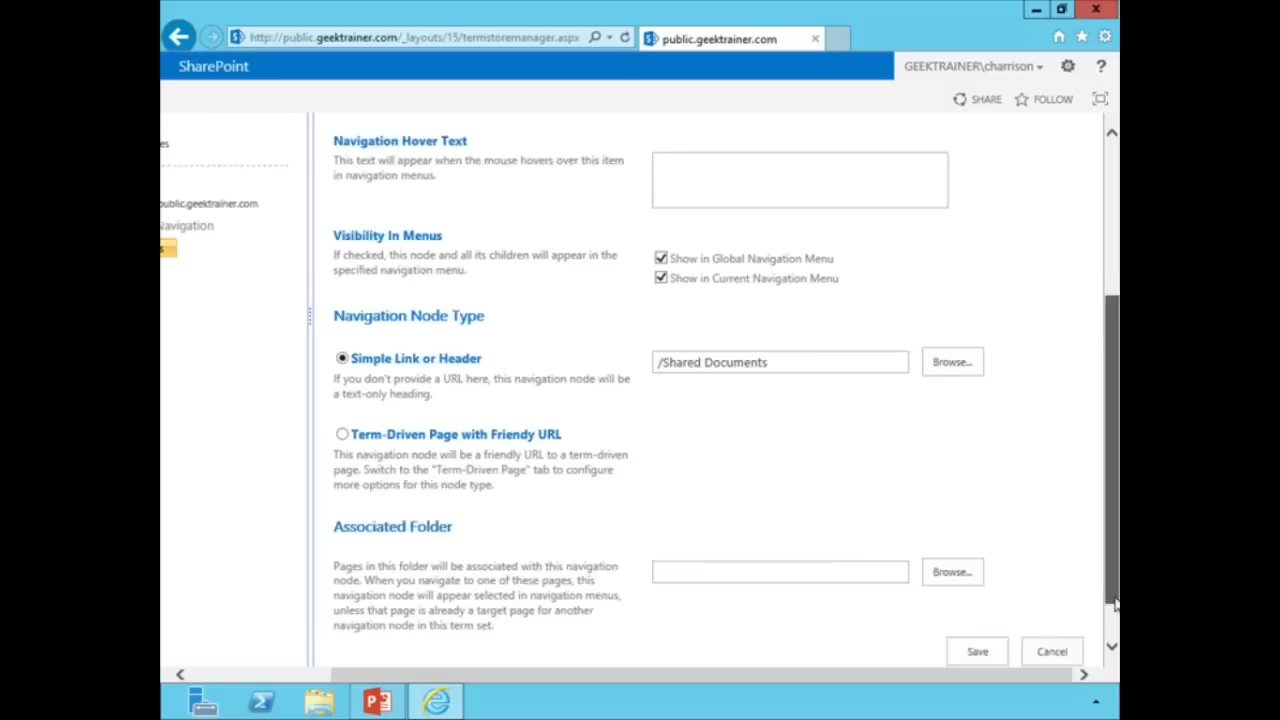 http://public.geektrainer.com/_layouts/15/termstoremanager.aspx
public.geektrainer.com
SharePoint
GEEKTRAINER\charrison
?
SHARE
FOLLOW
es
public.geektrainer.com
Navigation
s
Navigation Hover Text
This text will appear when the mouse hovers over this item
in navigation menus.
Visibility In Menus
If checked, this node and all its children will appear in the
specified navigation menu.
Show in Global Navigation Menu
Show in Current Navigation Menu
Navigation Node Type
Simple Link or Header
/Shared Documents
Browse...
If you don't provide a URL here, this navigation node will be
a text-only heading.
Term-Driven Page with Friendy URL
This navigation node will be a friendly URL to a term-driven
page. Switch to the "Term-Driven Page" tab to configure
more options for this node type.
Associated Folder
Pages in this folder will be associated with this navigation
node. When you navigate to one of these pages, this
navigation node will appear selected in navigation menus,
unless that page is already a target page for another
navigation node in this term set.
Browse...
Save
Cancel